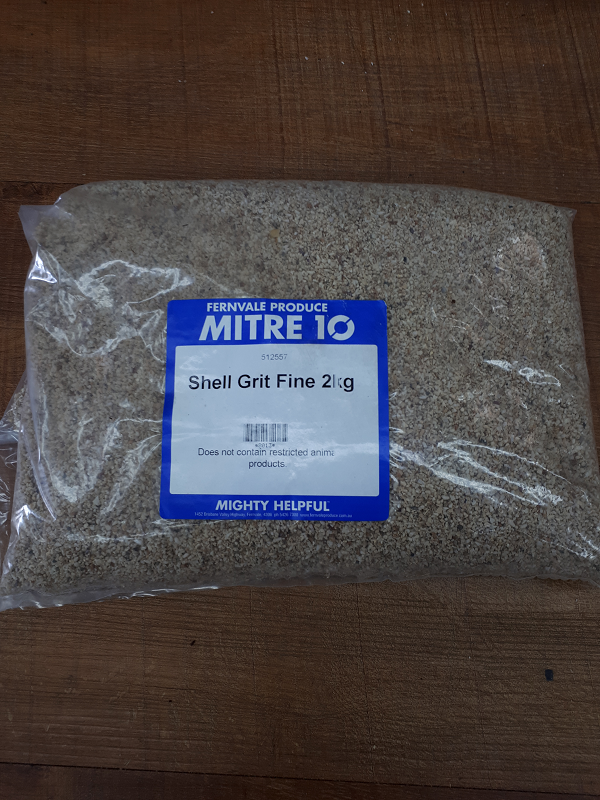 FERNVALE PRODUCE
MITRE 10
512557
Shell Grit Fine 2kg
Does not contain restricted anima
products
MIGHTY HELPFUL